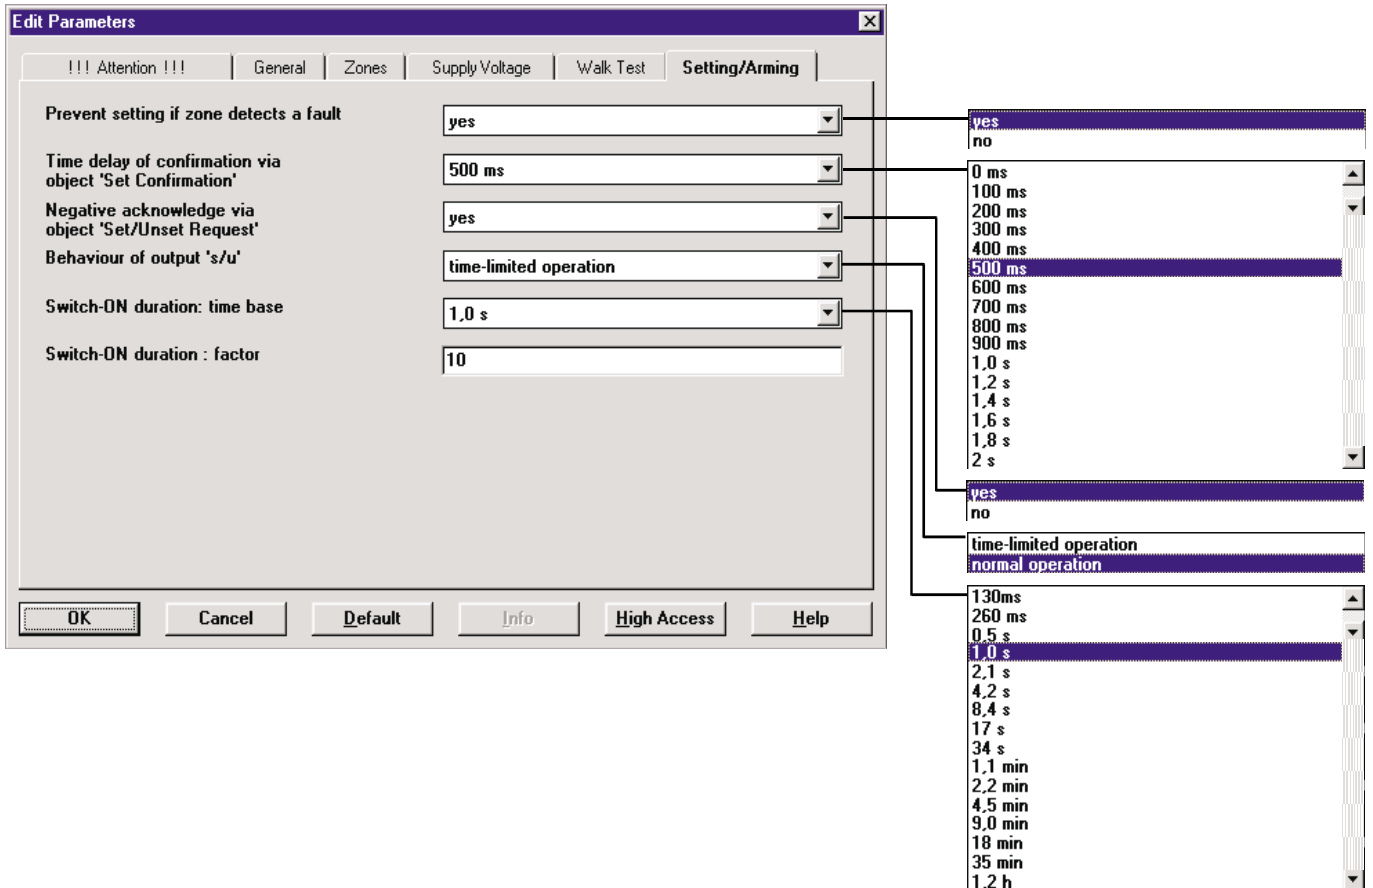 Edit Parameters
!!! Attention !!!
General
Zones
Supply Voltage
Walk Test
Setting/Arming
Prevent setting if zone detects a fault
yes
Time delay of confirmation via
object 'Set Confirmation'
500 ms
Negative acknowledge via
object 'Set/Unset Request'
yes
Behaviour of output 's/u'
time-limited operation
Switch-ON duration: time base
1,0 s
Switch-ON duration : factor
10
OK
Cancel
Default
Info
High Access
Help
yes
no
0 ms
100 ms
200 ms
300 ms
400 ms
500 ms
600 ms
700 ms
800 ms
900 ms
1,0 s
1,2 s
1,4 s
1,6 s
1,8 s
2 s
yes
no
time-limited operation
normal operation
130ms
260 ms
0,5 s
1,0 s
2,1 s
4,2 s
8,4 s
17 s
34 s
1,1 min
2,2 min
4,5 min
9,0 min
18 min
35 min
1,2 h